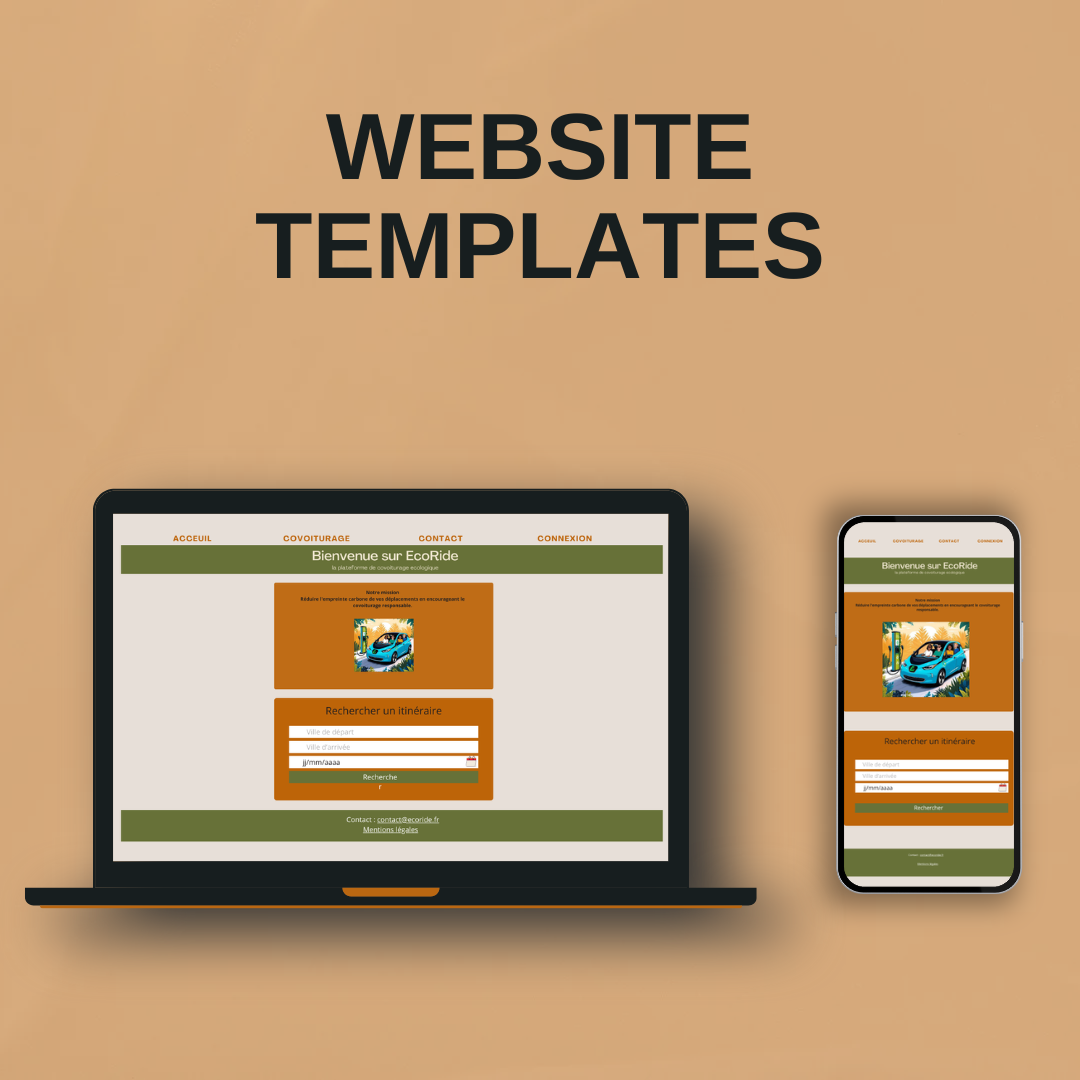 WEBSITE
TEMPLATES
ACCEUIL COVOITURAGE CONTACT CONNEXION
Bienvenue sur EcoRide
la plateforme de covoiturage ecologique
Notre mission
Réduire l'empreinte carbone de vos déplacements en encourageant le
covoiturage responsable.
Rechercher un itinéraire
Ville de départ
Ville d'arrivée
jj/mm/aaaa
Recherche
r
Contact : contact@ecoride.fr
Mentions légales
ACCEUIL COVOITURAGE CONTACT CONNEXION
Bienvenue sur EcoRide
la plateforme de covoiturage ecologique
Notre mission
Réduire l'empreinte carbone de vos déplacements en encourageant le covoiturage
responsable.
Rechercher un itinéraire
Ville de départ
Ville d'arrivée
jj/mm/aaaa
Rechercher